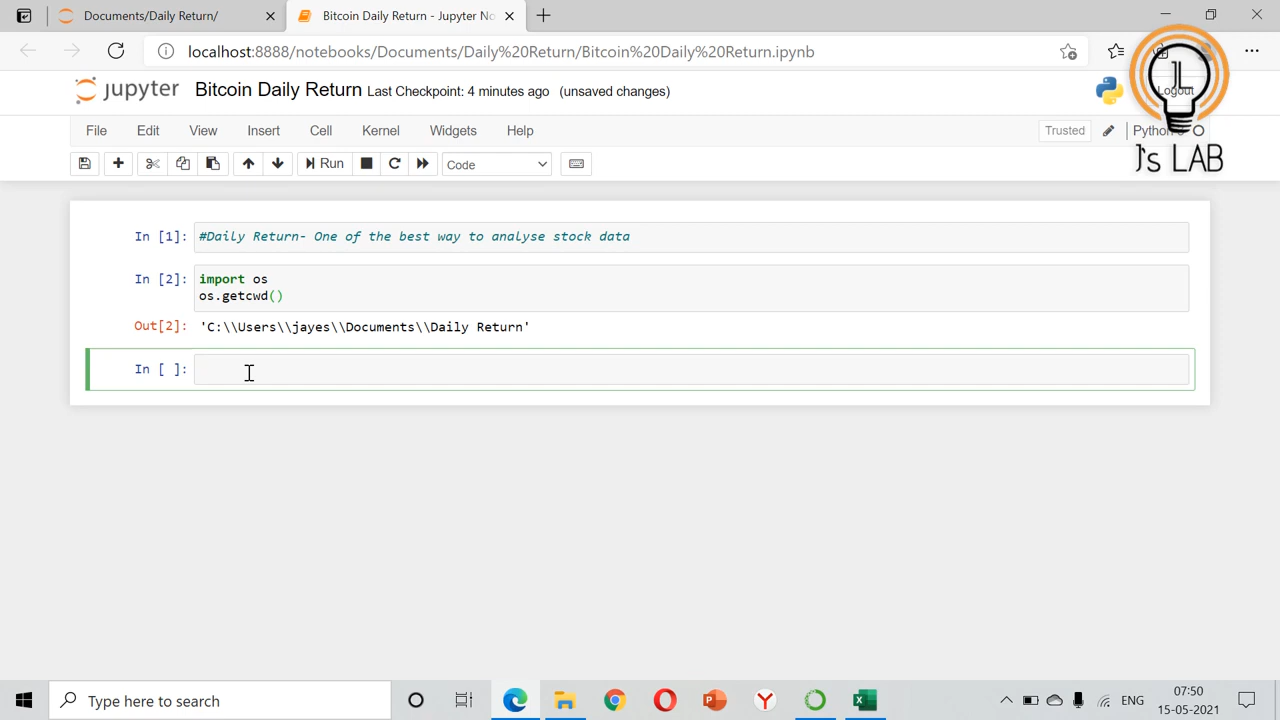 Documents/Daily Return/
Bitcoin Daily Return - Jupyter No
localhost:8888/notebooks/Documents/Daily%20Return/Bitcoin%20Daily%20Return.ipynb
jupyter Bitcoin Daily Return Last Checkpoint: 4 minutes ago (unsaved changes)
Logout
JL
File Edit View Insert Cell Kernel Widgets Help
Trusted
Python
J's LAB
Run
Code
In [1]: #Daily Return- One of the best way to analyse stock data
In [2]: import os
os.getcwd()
Out[2]: 'C:\\Users\\jayes\\Documents\\Daily Return'
In [ ]:
Type here to search
ENG
07:50
15-05-2021